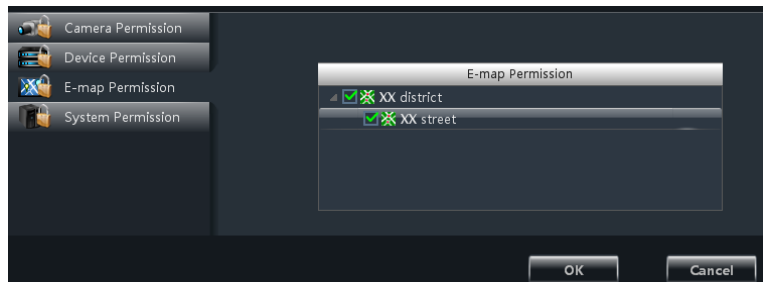 Camera Permission
Device Permission
E-map Permission
System Permission
E-map Permission
XX district
XX street
OK
Cancel